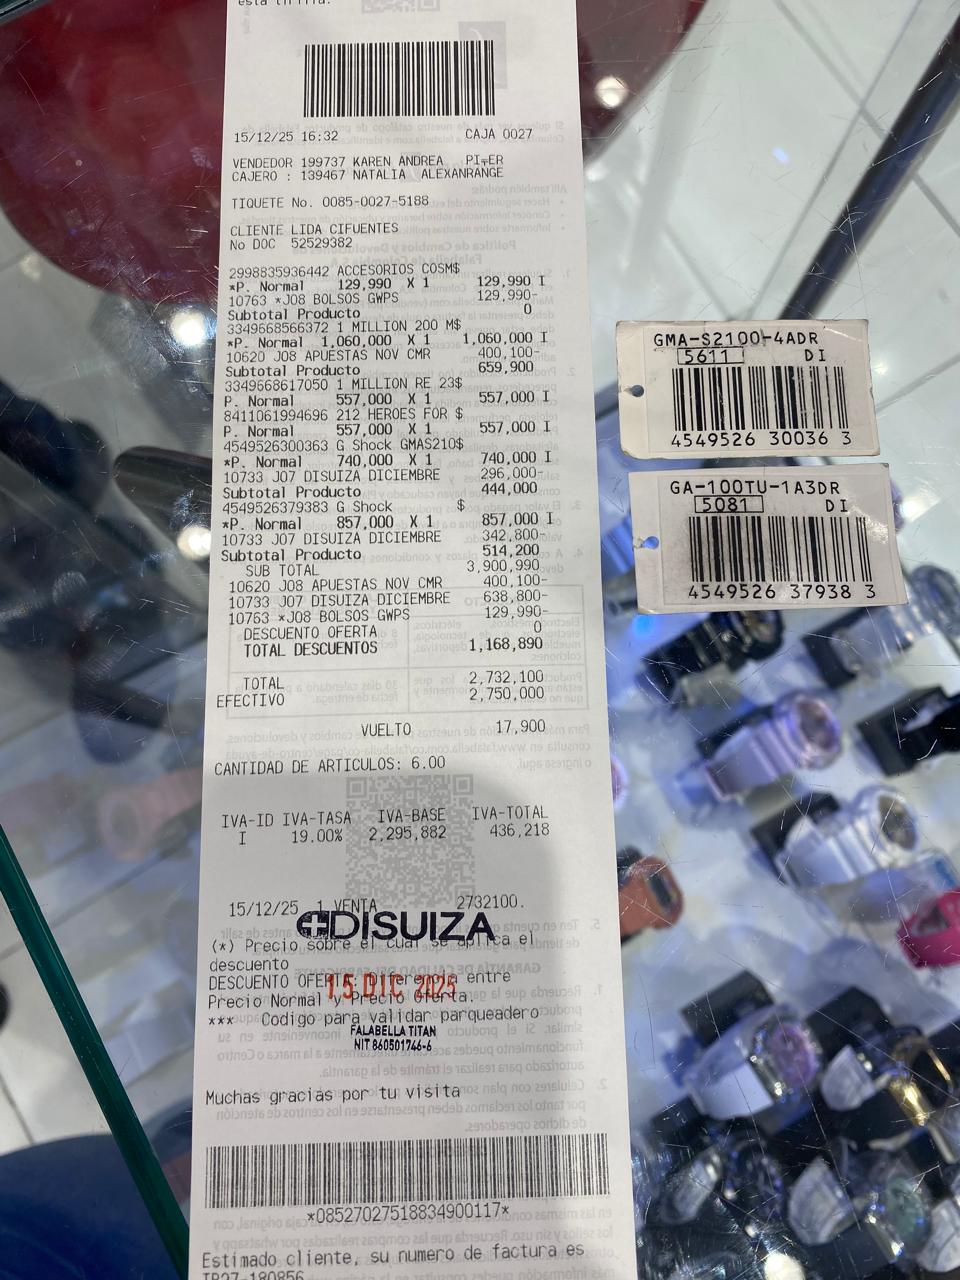 esta tirilla.
15/12/25 16:32 CAJA 0027
VENDEDOR 199737 KAREN ANDREA
CAJERO : 139467 NATALIA ALEXANRANGE
TIQUETE No. 0085-0027-5188
CLIENTE LIDA CIFUENTES
No DOC 52529382
2998835936442 ACCESORIOS COSM$
*P. Normal 129,990 X 1 129,990 I
10763 *J08 BOLSOS GWPS 129,990-
Subtotal Producto 0
3349668566372 1 MILLION 200 M$
*P. Normal 1,060,000 X 1 1,060,000 I
10620 J08 APUESTAS NOV CMR 400,100-
Subtotal Producto 659,900
3349668617050 1 MILLION RE 23$
P. Normal 557,000 X 1 557,000 I
8411061994696 212 HEROES FOR $
P. Normal 557,000 X 1 557,000 I
4549526300363 G Shock GMAS210$
*P. Normal 740,000 X 1 740,000 I
10733 J07 DISUIZA DICIEMBRE 296,000-
Subtotal Producto 444,000
4549526379383 G Shock $
*P. Normal 857,000 X 1 857,000 I
10733 J07 DISUIZA DICIEMBRE 342,800-
Subtotal Producto 514,200
SUB TOTAL 3,900,990
10620 J08 APUESTAS NOV CMR 400,100-
10733 J07 DISUIZA DICIEMBRE 638,800-
10763 *J08 BOLSOS GWPS 129,990-
DESCUENTO OFERTA 0
TOTAL DESCUENTOS 1,168,890
TOTAL 2,732,100
EFECTIVO 2,750,000
VUELTO 17,900
CANTIDAD DE ARTICULOS: 6.00
IVA-ID IVA-TASA IVA-BASE IVA-TOTAL
I 19.00% 2,295,882 436,218
15/12/25 1 VENTA 2732100.
DISUIZA
(*) Precio sobre el cual se aplica el
descuento
DESCUENTO OFERTA: Diferencia entre
15 DIC 2025
Precio Normal y Precio Oferta.
*** Codigo para validar parqueadero
FALABELLA TITAN
NIT 860501746-6
Muchas gracias por tu visita
*08527027518834900117*
Estimado cliente, su numero de factura es
TB27-180856
GMA-S2100-4ADR
5611 DI
4549526 30036 3
GA-100TU-1A3DR
5081 DI
4549526 37938 3